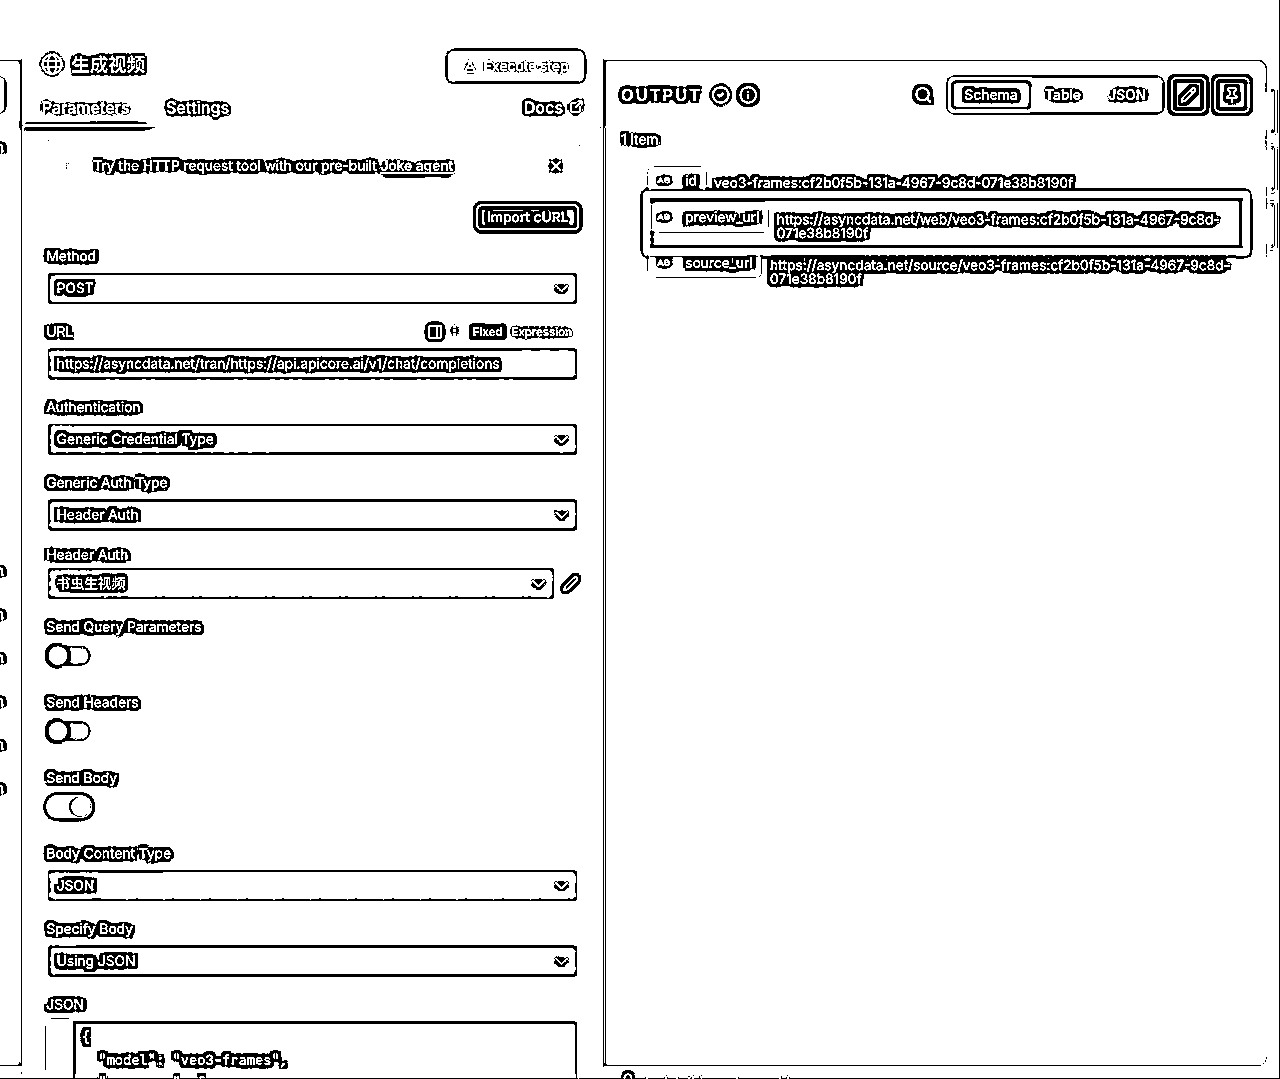 生成视频
Execute step
Parameters
Settings
Docs
Try the HTTP request tool with our pre-built Joke agent
Import cURL
Method
POST
URL
Fixed
Expression
https://asyncdata.net/tran/https://api.apicore.ai/v1/chat/completions
Authentication
Generic Credential Type
Generic Auth Type
Header Auth
Header Auth
书虫生视频
Send Query Parameters
Send Headers
Send Body
Body Content Type
JSON
Specify Body
Using JSON
JSON
{
"model": "veo3-frames",
OUTPUT
Schema
Table
JSON
1 item
id
veo3-frames:cf2b0f5b-131a-4967-9c8d-071e38b8190f
preview_url
https://asyncdata.net/web/veo3-frames:cf2b0f5b-131a-4967-9c8d-
071e38b8190f
source_url
https://asyncdata.net/source/veo3-frames:cf2b0f5b-131a-4967-9c8d-
071e38b8190f